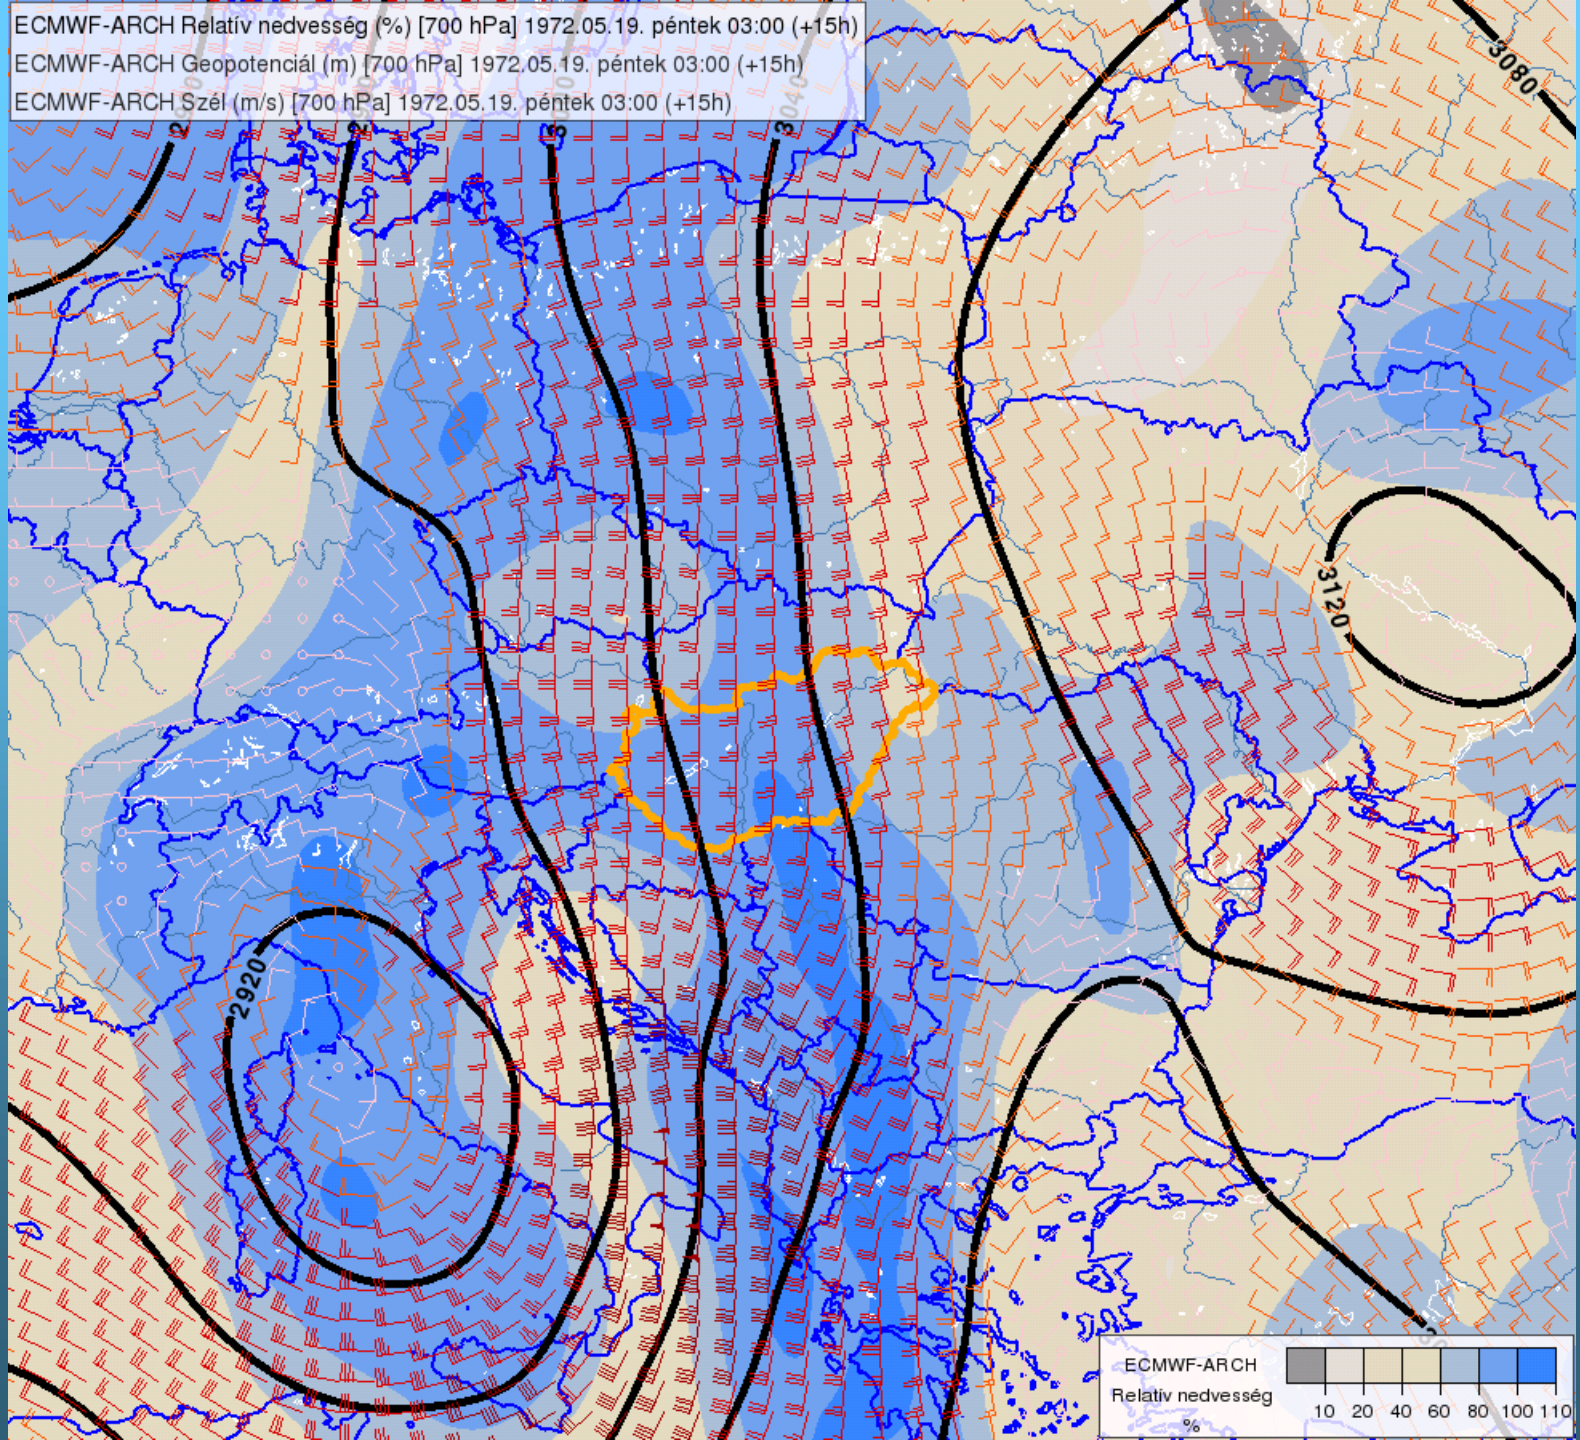 ECMWF-ARCH Relatív nedvesség (%) [700 hPa] 1972.05.19. péntek 03:00 (+15h)
ECMWF-ARCH Geopotenciál (m) [700 hPa] 1972.05.19. péntek 03:00 (+15h)
ECMWF-ARCH Szél (m/s) [700 hPa] 1972.05.19. péntek 03:00 (+15h)
3080
3040
3120
2920
ECMWF-ARCH
Relatív nedvesség
%
10 20 40 60 80 100 110